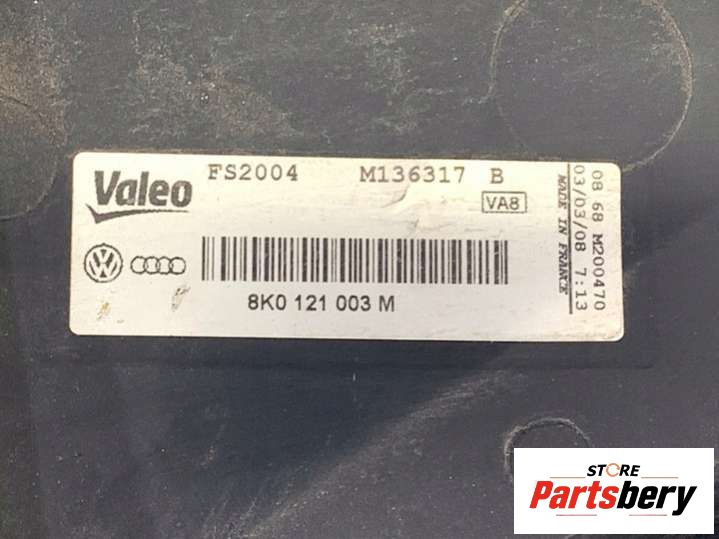 Valeo
FS2004 M136317 B
VA8
8K0 121 003 M
MADE IN FRANCE
03/03/08 7:13
08 68 M200470
STORE
Partsbery